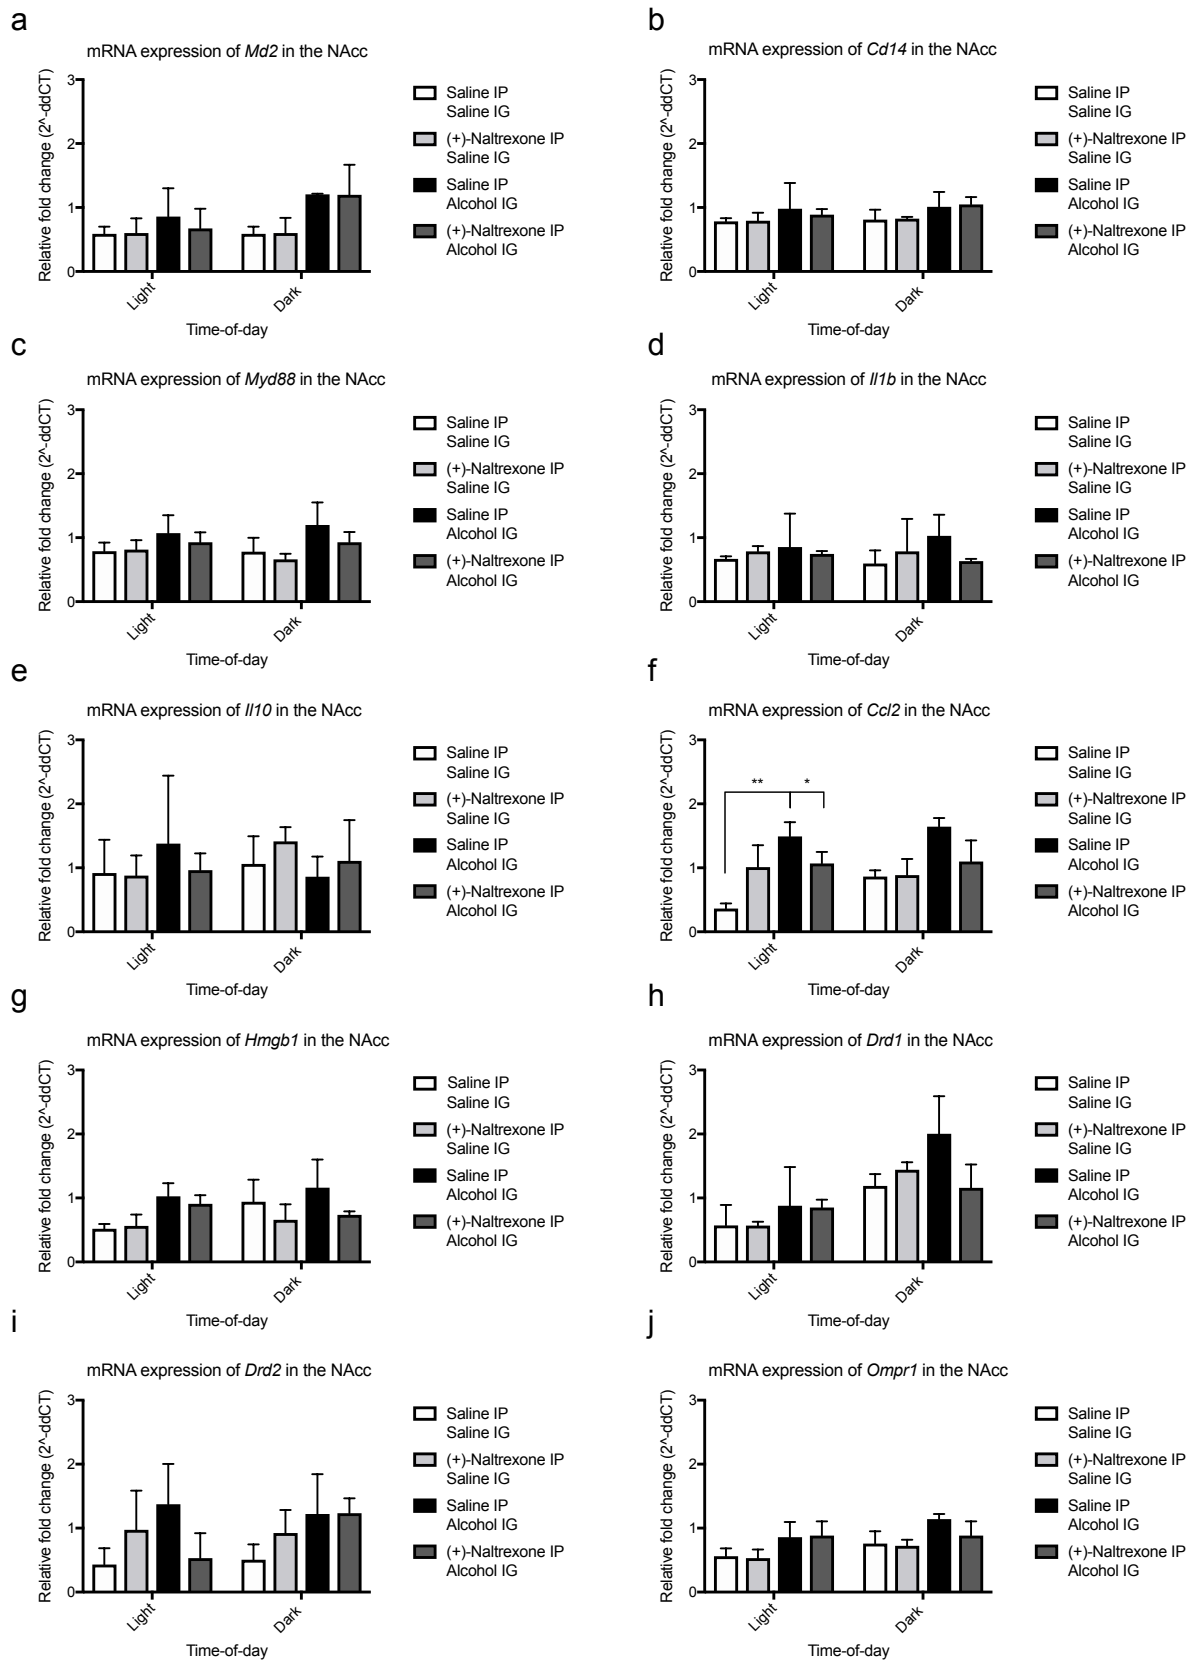 a
mRNA expression of Md2 in the NAcc
Relative fold change (2^-ddCT)
3
2
1
0
Light
Dark
Time-of-day
Saline IP
Saline IG
(+)-Naltrexone IP
Saline IG
Saline IP
Alcohol IG
(+)-Naltrexone IP
Alcohol IG
b
mRNA expression of Cd14 in the NAcc
Relative fold change (2^-ddCT)
3
2
1
0
Light
Dark
Time-of-day
Saline IP
Saline IG
(+)-Naltrexone IP
Saline IG
Saline IP
Alcohol IG
(+)-Naltrexone IP
Alcohol IG
c
mRNA expression of Myd88 in the NAcc
Relative fold change (2^-ddCT)
3
2
1
0
Light
Dark
Time-of-day
Saline IP
Saline IG
(+)-Naltrexone IP
Saline IG
Saline IP
Alcohol IG
(+)-Naltrexone IP
Alcohol IG
d
mRNA expression of Il1b in the NAcc
Relative fold change (2^-ddCT)
3
2
1
0
Light
Dark
Time-of-day
Saline IP
Saline IG
(+)-Naltrexone IP
Saline IG
Saline IP
Alcohol IG
(+)-Naltrexone IP
Alcohol IG
e
mRNA expression of Il10 in the NAcc
Relative fold change (2^-ddCT)
3
2
1
0
Light
Dark
Time-of-day
Saline IP
Saline IG
(+)-Naltrexone IP
Saline IG
Saline IP
Alcohol IG
(+)-Naltrexone IP
Alcohol IG
f
mRNA expression of Ccl2 in the NAcc
Relative fold change (2^-ddCT)
3
2
1
0
** *
Light
Dark
Time-of-day
Saline IP
Saline IG
(+)-Naltrexone IP
Saline IG
Saline IP
Alcohol IG
(+)-Naltrexone IP
Alcohol IG
g
mRNA expression of Hmgb1 in the NAcc
Relative fold change (2^-ddCT)
3
2
1
0
Light
Dark
Time-of-day
Saline IP
Saline IG
(+)-Naltrexone IP
Saline IG
Saline IP
Alcohol IG
(+)-Naltrexone IP
Alcohol IG
h
mRNA expression of Drd1 in the NAcc
Relative fold change (2^-ddCT)
3
2
1
0
Light
Dark
Time-of-day
Saline IP
Saline IG
(+)-Naltrexone IP
Saline IG
Saline IP
Alcohol IG
(+)-Naltrexone IP
Alcohol IG
i
mRNA expression of Drd2 in the NAcc
Relative fold change (2^-ddCT)
3
2
1
0
Light
Dark
Time-of-day
Saline IP
Saline IG
(+)-Naltrexone IP
Saline IG
Saline IP
Alcohol IG
(+)-Naltrexone IP
Alcohol IG
j
mRNA expression of Ompr1 in the NAcc
Relative fold change (2^-ddCT)
3
2
1
0
Light
Dark
Time-of-day
Saline IP
Saline IG
(+)-Naltrexone IP
Saline IG
Saline IP
Alcohol IG
(+)-Naltrexone IP
Alcohol IG